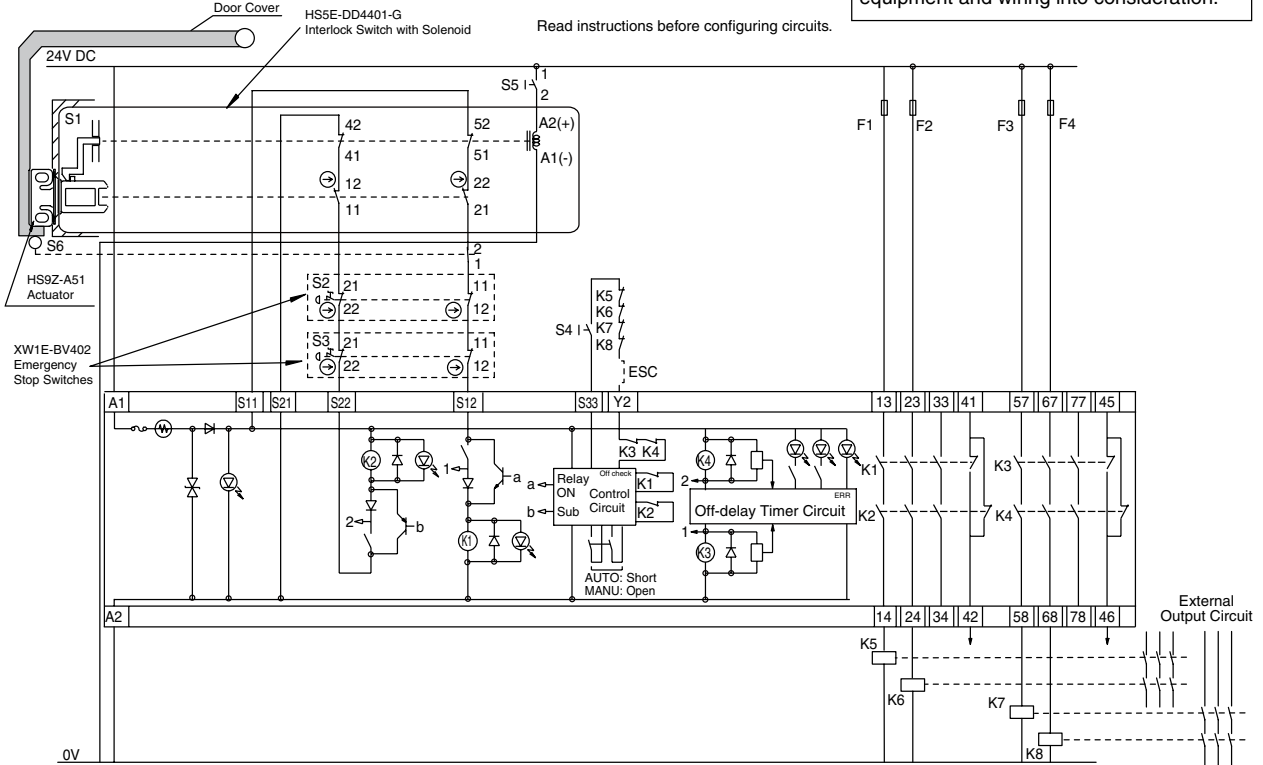 equipment and wiring into consideration.
Door Cover
HS5E-DD4401-G
Interlock Switch with Solenoid
Read instructions before configuring circuits.
24V DC
S5
1
2
S1
42
52
A2(+)
F1
F2
F3
F4
41
51
A1(-)
12
22
11
21
S6
2
1
HS9Z-A51
Actuator
S2
21
11
22
12
K5
K6
S4
K7
K8
S3
21
11
22
12
ESC
XW1E-BV402
Emergency
Stop Switches
A1
S11
S21
S22
S12
S33
Y2
13
23
33
41
57
67
77
45
K3 K4
K2
1
a
K4
K1
K3
a
Relay
ON
Off check
Control
Circuit
K1
2
b
Sub
K2
ERR
Off-delay Timer Circuit
K2
K4
2
b
K1
1
K3
AUTO: Short
MANU: Open
A2
14
24
34
42
58
68
78
46
External
Output Circuit
K5
K6
K7
K8
0V